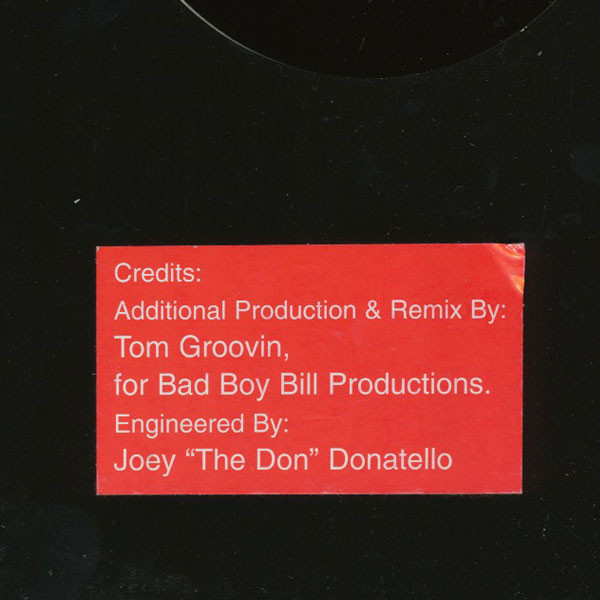 Credits:
Additional Production & Remix By:
Tom Groovin,
for Bad Boy Bill Productions.
Engineered By:
Joey “The Don” Donatello